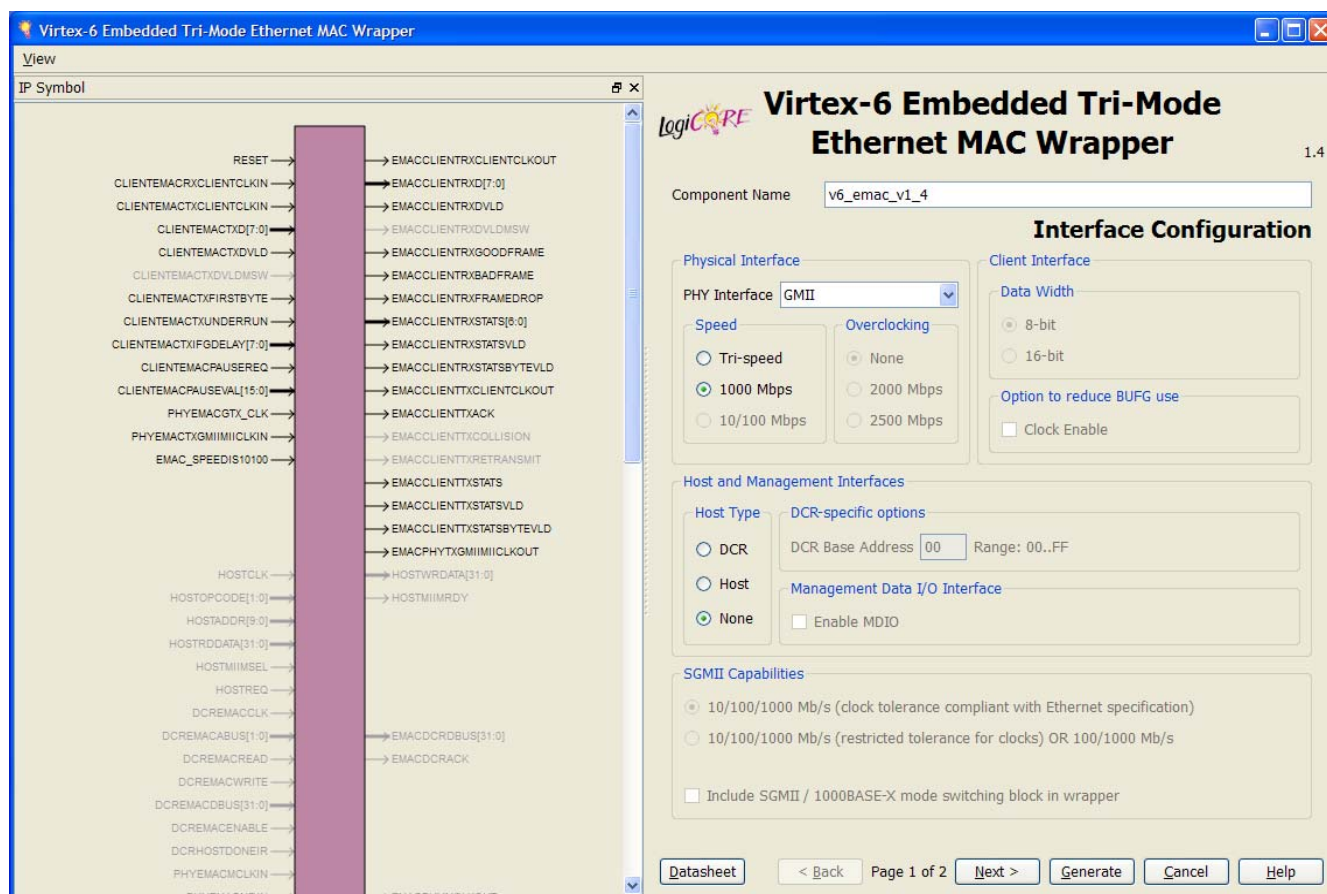 Virtex-6 Embedded Tri-Mode Ethernet MAC Wrapper
View
IP Symbol
RESET
CLIENTEMACRXCLIENTCLKIN
CLIENTEMACTXCLIENTCLKIN
CLIENTEMACTXD[7:0]
CLIENTEMACTXDVLD
CLIENTEMACTXDVLDMSW
CLIENTEMACTXFIRSTBYTE
CLIENTEMACTXUNDERRUN
CLIENTEMACTXIFGDELAY[7:0]
CLIENTEMACPAUSEREQ
CLIENTEMACPAUSEVAL[15:0]
PHYEMACGTX_CLK
PHYEMACTXGMIIMIICLKIN
EMAC_SPEEDIS10100
HOSTCLK
HOSTOPCODE[1:0]
HOSTADDR[9:0]
HOSTRDDATA[31:0]
HOSTMIIMSEL
HOSTREQ
DCREMACCLK
DCREMACABUS[1:0]
DCREMACREAD
DCREMACWRITE
DCREMACDBUS[31:0]
DCREMACENABLE
DCRHOSTDONEIR
PHYEMACMCLKIN
EMACCLIENTRXCLIENTCLKOUT
EMACCLIENTRXD[7:0]
EMACCLIENTRXDVLD
EMACCLIENTRXDVLDMSW
EMACCLIENTRXGOODFRAME
EMACCLIENTRXBADFRAME
EMACCLIENTRXFRAMEDROP
EMACCLIENTRXSTATS[6:0]
EMACCLIENTRXSTATSVLD
EMACCLIENTRXSTATSBYTEVLD
EMACCLIENTTXCLIENTCLKOUT
EMACCLIENTTXACK
EMACCLIENTTXCOLLISION
EMACCLIENTTXRETRANSMIT
EMACCLIENTTXSTATS
EMACCLIENTTXSTATSVLD
EMACCLIENTTXSTATSBYTEVLD
EMACPHYTXGMIIMIICLKOUT
HOSTWRDATA[31:0]
HOSTMIIMRDY
EMACDCRDBUS[31:0]
EMACDCRACK
LogiCORE
Virtex-6 Embedded Tri-Mode
Ethernet MAC Wrapper
1.4
Component Name v6_emac_v1_4
Interface Configuration
Physical Interface
PHY Interface GMII
Speed
Tri-speed
1000 Mbps
10/100 Mbps
Overclocking
None
2000 Mbps
2500 Mbps
Client Interface
Data Width
8-bit
16-bit
Option to reduce BUFG use
Clock Enable
Host and Management Interfaces
Host Type
DCR
Host
None
DCR-specific options
DCR Base Address 00 Range: 00..FF
Management Data I/O Interface
Enable MDIO
SGMII Capabilities
10/100/1000 Mb/s (clock tolerance compliant with Ethernet specification)
10/100/1000 Mb/s (restricted tolerance for clocks) OR 100/1000 Mb/s
Include SGMII / 1000BASE-X mode switching block in wrapper
Datasheet
< Back
Page 1 of 2
Next >
Generate
Cancel
Help